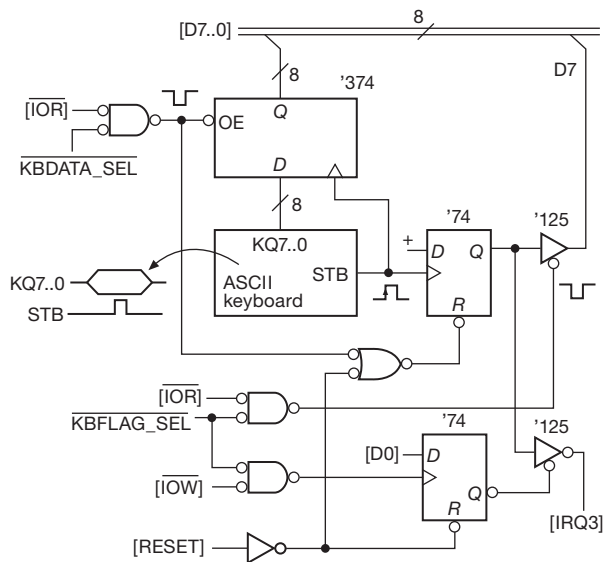 8
[D7..0]
8
'374
D7
[IOR]
OE
Q
KBDATA_SEL
D
8
'74
'125
KQ7..0
+
D
Q
KQ7..0
STB
ASCII
keyboard
STB
R
[IOR]
KBFLAG_SEL
'74
'125
[D0]
D
[IOW]
Q
R
[IRQ3]
[RESET]